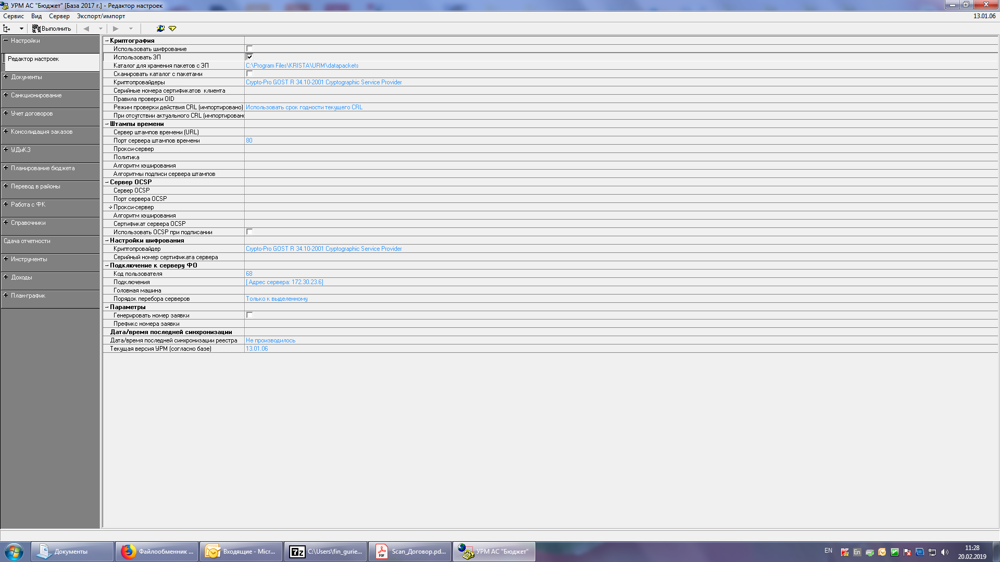 УРМ АС "Бюджет" [База 2017 г.] - Редактор настроек
Сервис Вид Сервер Экспорт/импорт 13.01.06
Выполнить
Настройки
Редактор настроек
Документы
Санкционирование
Учет договоров
Консолидация заказов
УДиКЗ
Планирование бюджета
Перевод в районы
Работа с ФК
Справочники
Сдача отчетности
Инструменты
Доходы
План-график
Криптография
Использовать шифрование
Использовать ЭП
Каталог для хранения пакетов с ЭП C:\Program Files\KRISTA\URM\datapackets
Сканировать каталог с пакетами
Криптопровайдеры Crypto-Pro GOST R 34.10-2001 Cryptographic Service Provider
Серийные номера сертификатов клиента
Правила проверки OID
Режим проверки действия CRL (импортировано) Использовать срок годности текущего CRL
При отсутствии актуального CRL (импортировано
Штампы времени
Сервер штампов времени (URL)
Порт сервера штампов времени 80
Прокси-сервер
Политика
Алгоритм хэширования
Алгоритмы подписи сервера штампов
Сервер OCSP
Сервер OCSP
Порт сервера OCSP
Прокси-сервер
Алгоритм хэширования
Сертификат сервера OCSP
Использовать OCSP при подписании
Настройки шифрования
Криптопровайдер Crypto-Pro GOST R 34.10-2001 Cryptographic Service Provider
Серийный номер сертификата сервера
Подключение к серверу ФО
Код пользователя 68
Подключения [ Адрес сервера: 172.30.23.6]
Головная машина
Порядок перебора серверов Только к выделенному
Параметры
Генерировать номер заявки
Префикс номера заявки
Дата/время последней синхронизации
Дата/время последней синхронизации реестра Не производилось
Текущая версия УРМ (согласно базе) 13.01.06
Документы Файлообменник ... Входящие - Micr... 7z C:\Users\fin_gurie... PDF Scan_Договор.pd... УРМ АС "Бюджет" EN En 11:28
20.02.2019